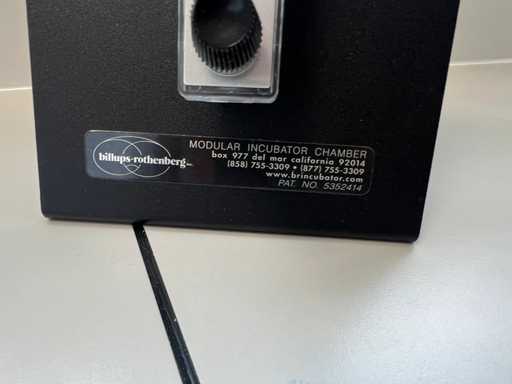 billups-rothenberg inc.
MODULAR INCUBATOR CHAMBER
box 977 del mar california 92014
(858) 755-3309 • (877) 755-3309
www.brincubator.com
PAT. NO. 5352414